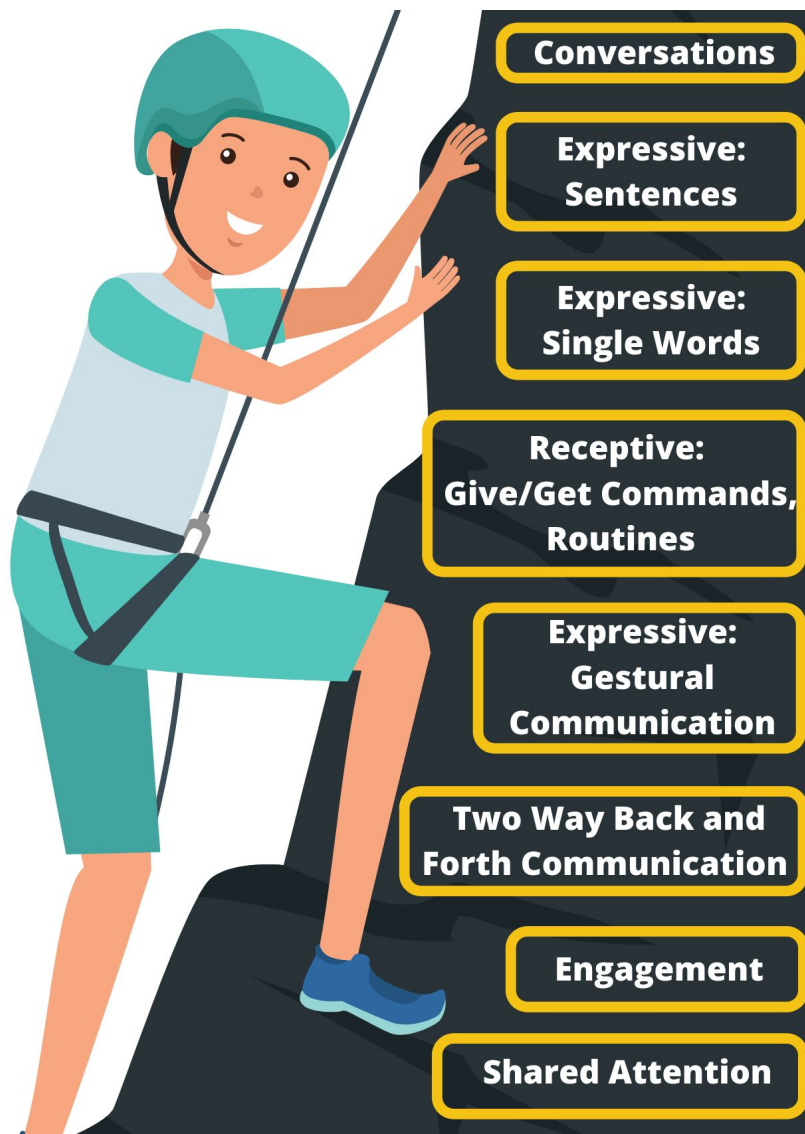 Conversations
Expressive:
Sentences
Expressive:
Single Words
Receptive:
Give/Get Commands,
Routines
Expressive:
Gestural
Communication
Two Way Back and
Forth Communication
Engagement
Shared Attention